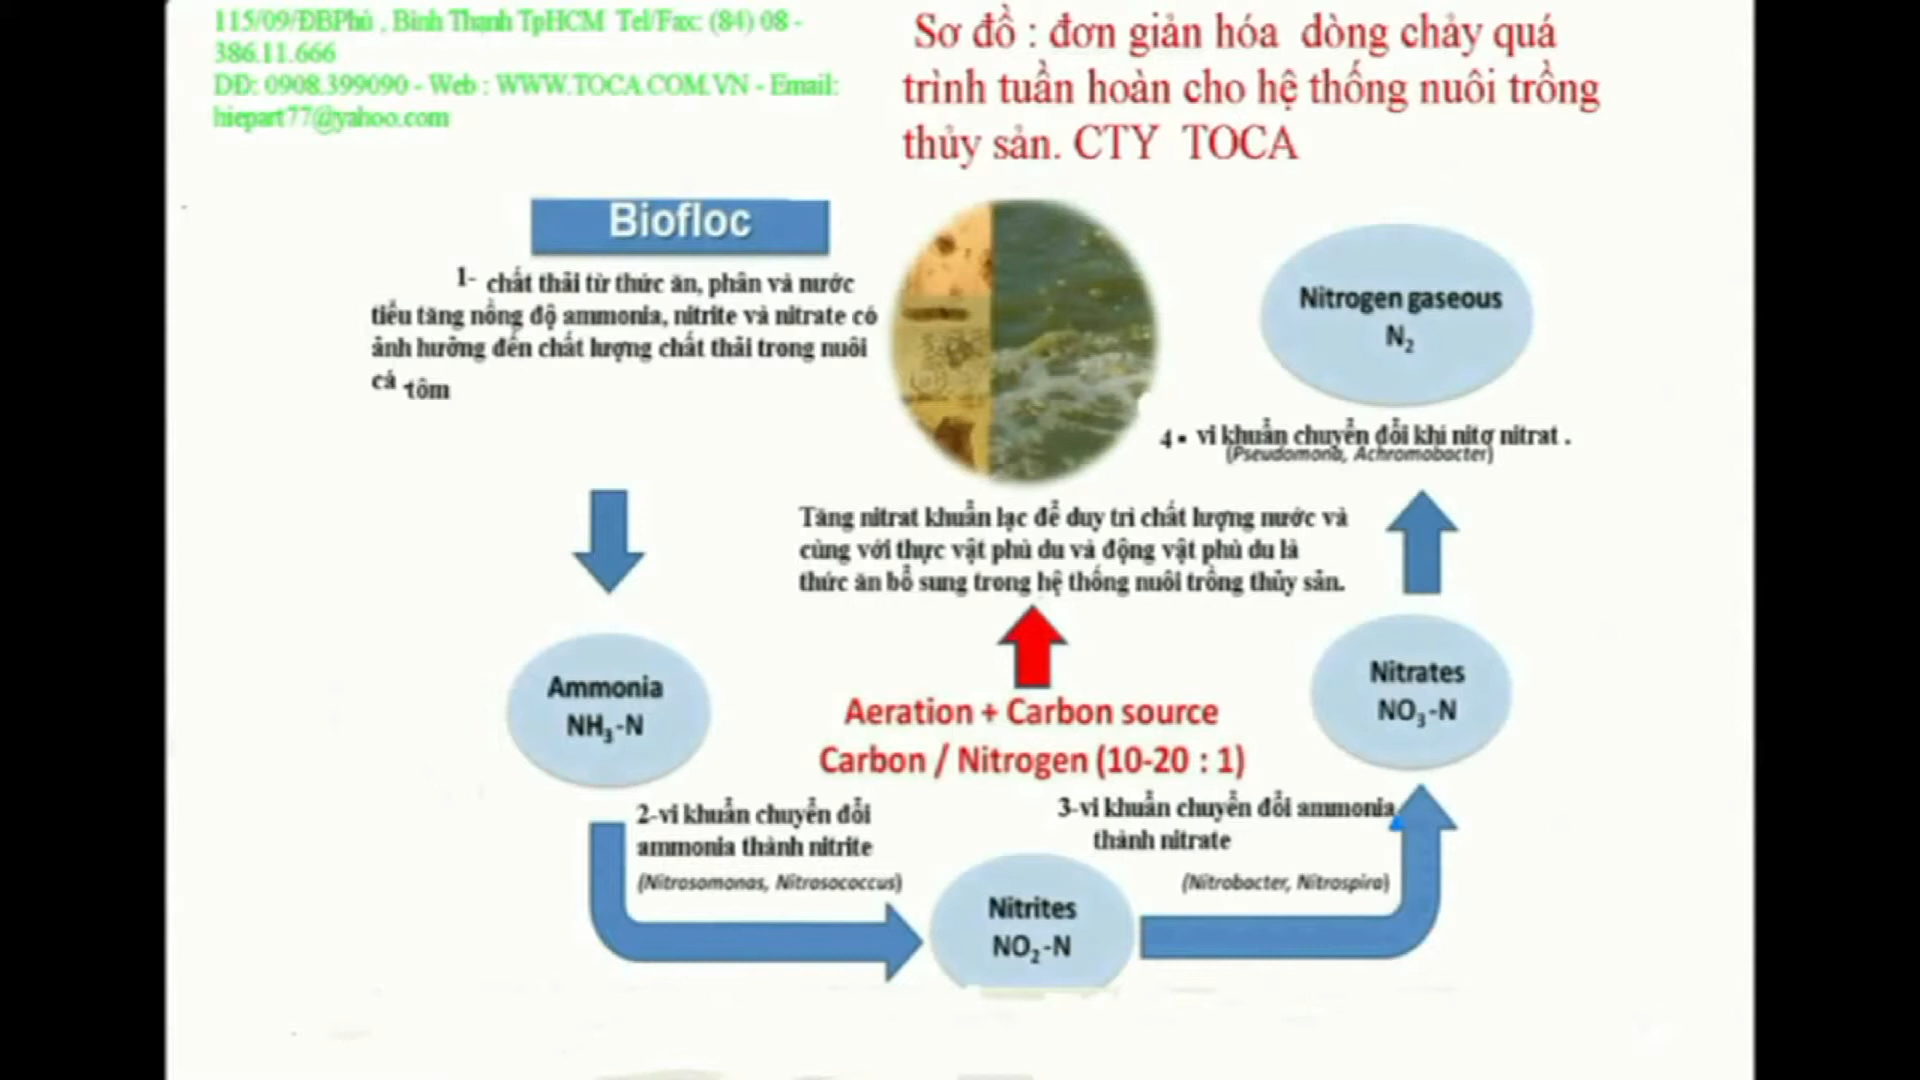 115/09/ĐBPhủ , Bình Thạnh TpHCM Tel/Fax: (84) 08 -
386.11.666
DĐ: 0908.399090 - Web : WWW.TOCA.COM.VN - Email:
hiepart77@yahoo.com
Sơ đồ : đơn giản hóa dòng chảy quá
trình tuần hoàn cho hệ thống nuôi trồng
thủy sản. CTY TOCA
Biofloc
1- chất thải từ thức ăn, phân và nước
tiểu tăng nồng độ ammonia, nitrite và nitrate có
ảnh hưởng đến chất lượng chất thải trong nuôi
cá tôm
Nitrogen gaseous
N₂
4- vi khuẩn chuyển đổi khí nitơ nitrat .
(Pseudomona, Achromobacter)
Tăng nitrat khuẩn lạc để duy trì chất lượng nước và
cùng với thực vật phù du và động vật phù du là
thức ăn bổ sung trong hệ thống nuôi trồng thủy sản.
Ammonia
NH₃-N
Aeration + Carbon source
Carbon / Nitrogen (10-20 : 1)
Nitrates
NO₃-N
2-vi khuẩn chuyển đổi
ammonia thành nitrite
(Nitrosomonas, Nitrosococcus)
3-vi khuẩn chuyển đổi ammonia
thành nitrate
(Nitrobacter, Nitrospira)
Nitrites
NO₂-N